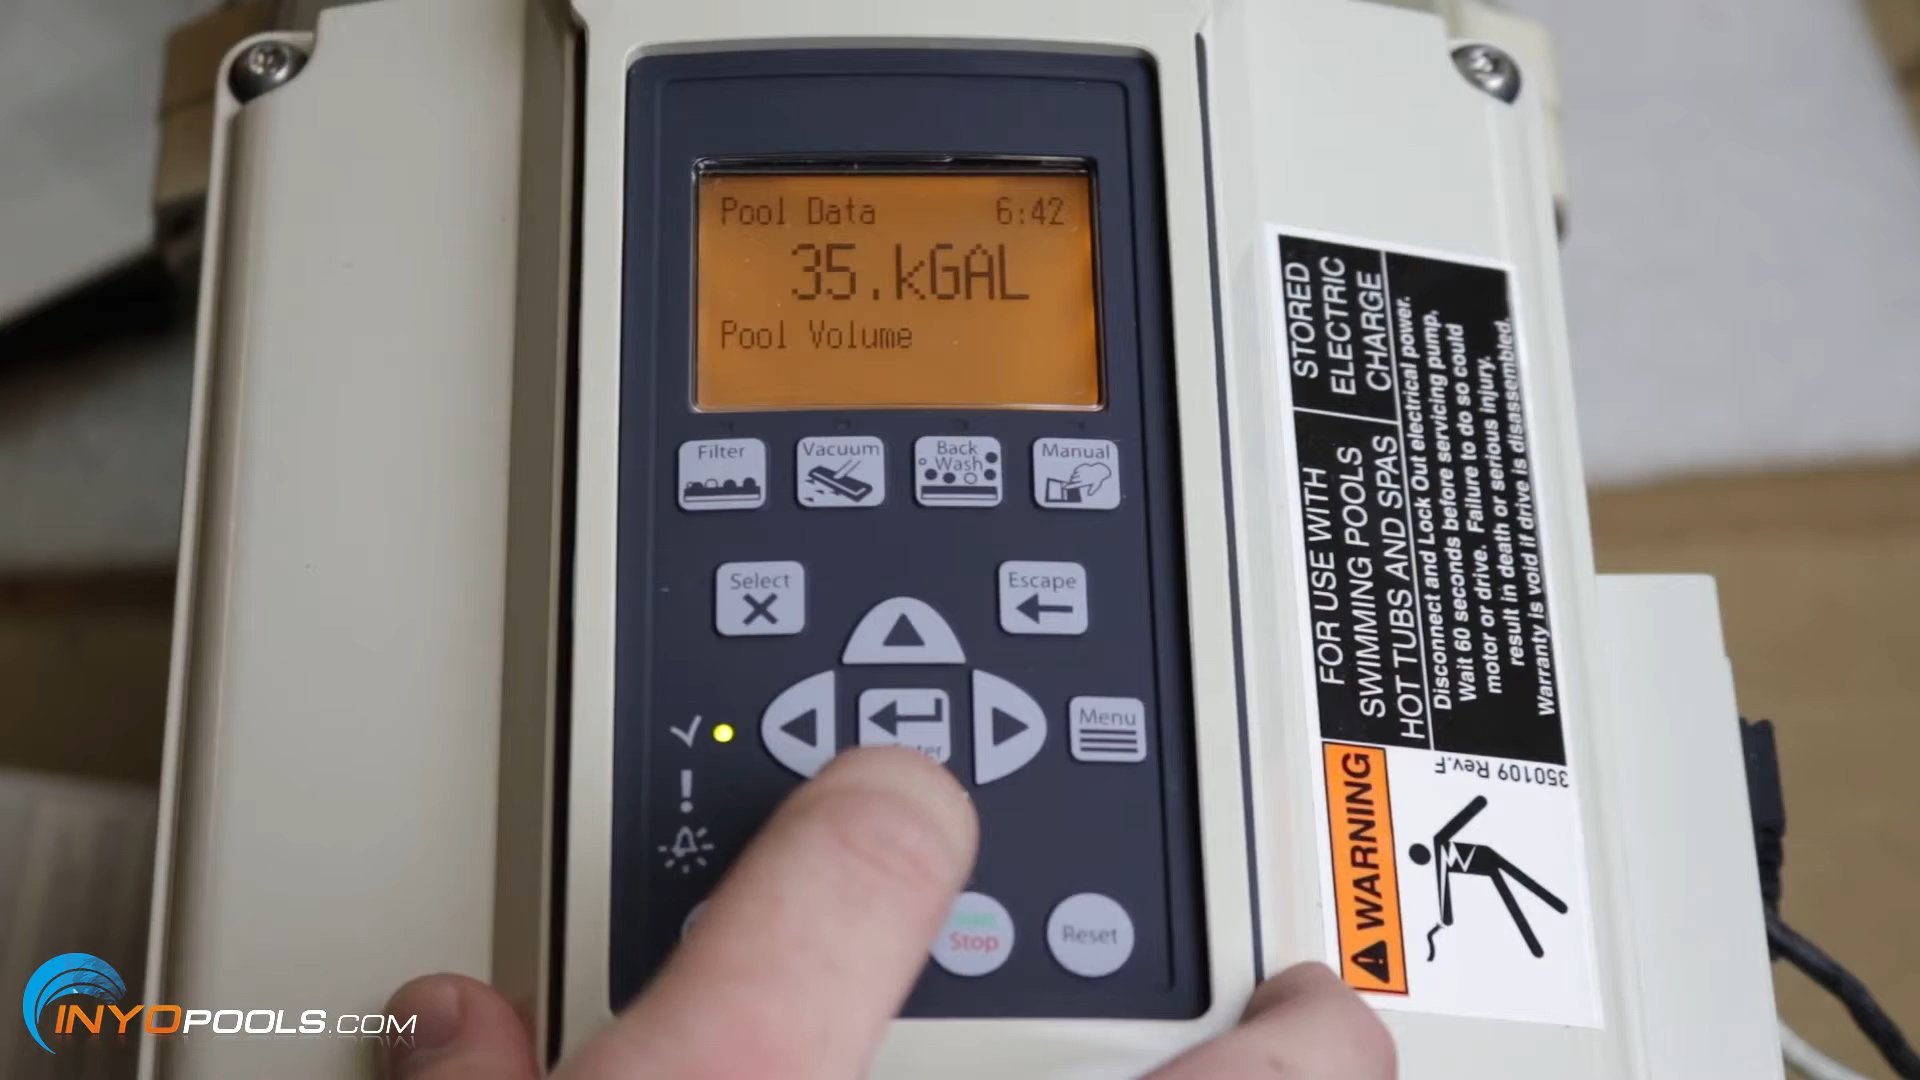 Pool Data 6:42
35.kGAL
Pool Volume
Filter
Vacuum
Back
Wash
Manual
Select
Escape
Menu
Stop
Reset
STORED
ELECTRIC
CHARGE
FOR USE WITH
SWIMMING POOLS
HOT TUBS AND SPAS
Disconnect and Lock Out electrical power.
Wait 60 seconds before servicing pump,
motor or drive. Failure to do so could
result in death or serious injury.
Warranty is void if drive is disassembled.
350109 Rev.F
WARNING
INYOPOOLS.COM